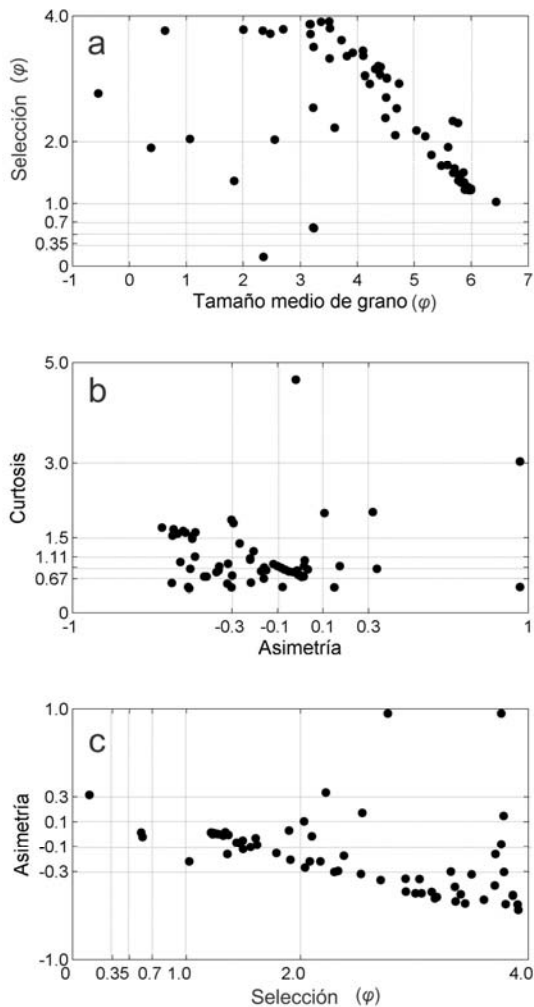 a
Selección (φ)
4.0
2.0
1.0
0.7
0.35
0
-1 0 1 2 3 4 5 6 7
Tamaño medio de grano (φ)
b
Curtosis
5.0
3.0
1.5
1.11
0.67
0
-1 -0.3 -0.1 0.1 0.3 1
Asimetría
c
Asimetría
1.0
0.3
0.1
-0.1
-0.3
-1.0
0 0.35 0.7 1.0 2.0 4.0
Selección (φ)